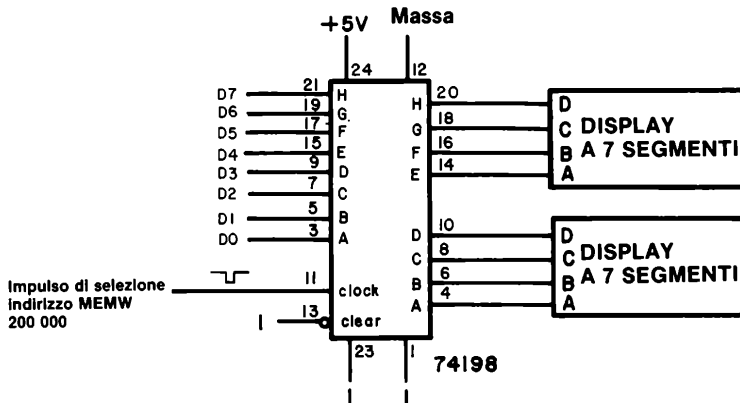 +5V
Massa
24
12
D7 21 H
D6 19 G
D5 17 F
D4 15 E
D3 9 D
D2 7 C
D1 5 B
D0 3 A
H 20 D
G 18 C
F 16 B
E 14 A
DISPLAY
A 7 SEGMENTI
D 10 D
C 8 C
B 6 B
A 4 A
DISPLAY
A 7 SEGMENTI
Impulso di selezione
indirizzo MEMW
200 000
11 clock
1 13 clear
23
1
74198
1
1